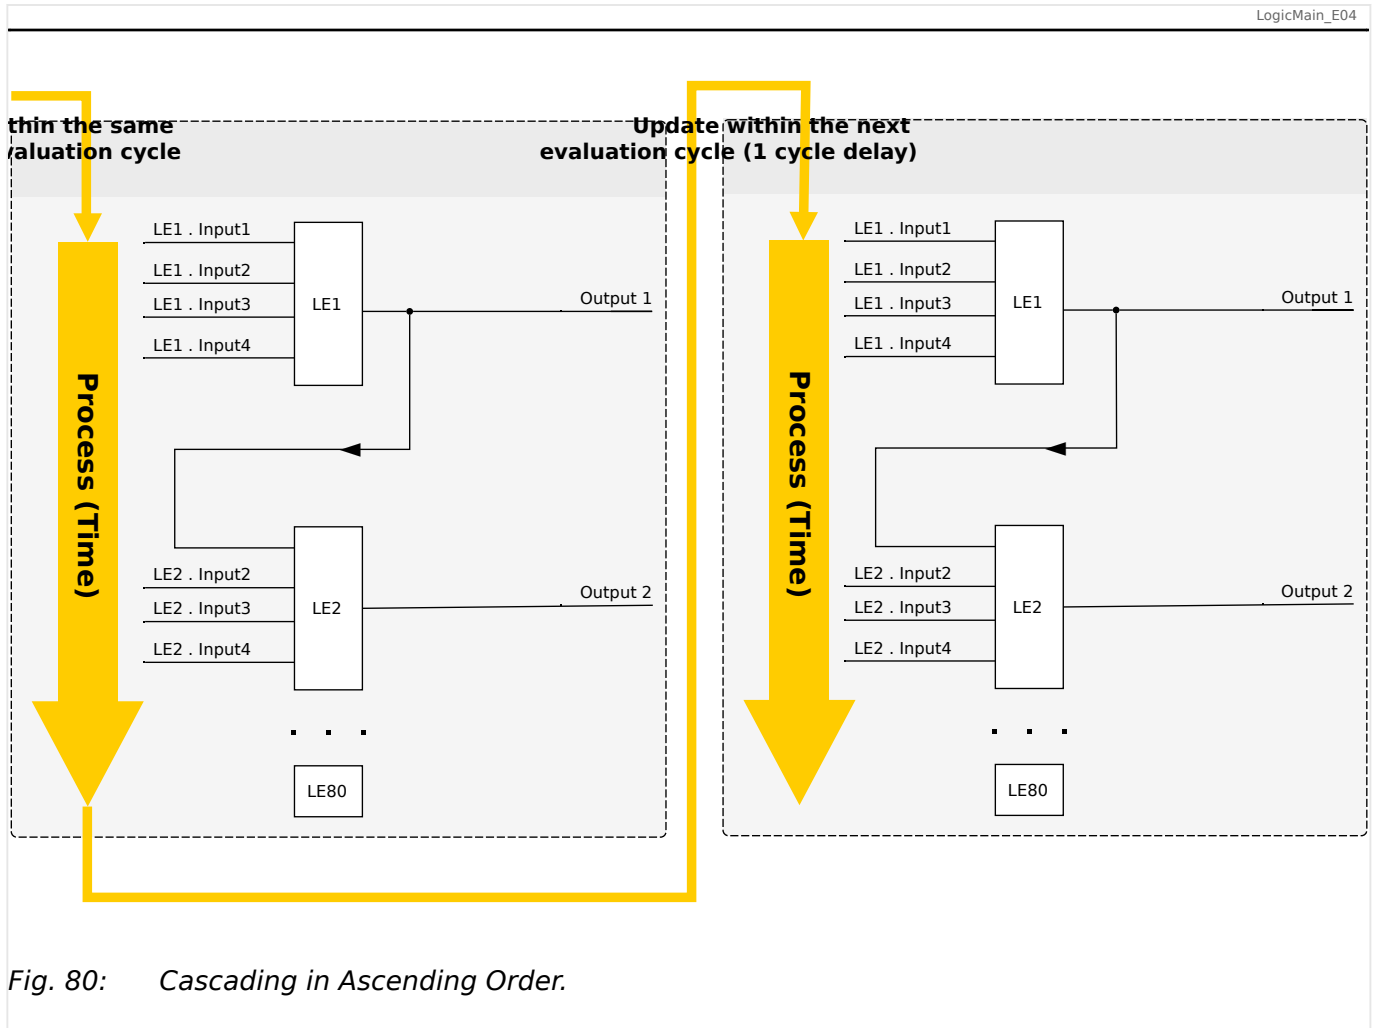 LogicMain_E04
thin the same
valuation cycle
Update within the next
evaluation cycle (1 cycle delay)
LE1 . Input1
LE1 . Input2
LE1 . Input3
LE1 . Input4
LE1
Output 1
Process (Time)
LE2 . Input2
LE2 . Input3
LE2 . Input4
LE2
Output 2
. . .
LE80
LE1 . Input1
LE1 . Input2
LE1 . Input3
LE1 . Input4
LE1
Output 1
Process (Time)
LE2 . Input2
LE2 . Input3
LE2 . Input4
LE2
Output 2
. . .
LE80
Fig. 80: Cascading in Ascending Order.